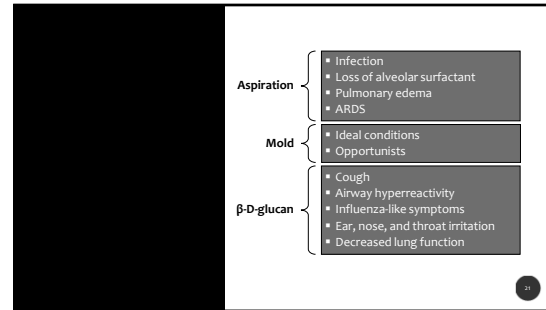 Aspiration
▪ Infection
▪ Loss of alveolar surfactant
▪ Pulmonary edema
▪ ARDS
Mold
▪ Ideal conditions
▪ Opportunists
β-D-glucan
▪ Cough
▪ Airway hyperreactivity
▪ Influenza-like symptoms
▪ Ear, nose, and throat irritation
▪ Decreased lung function
21